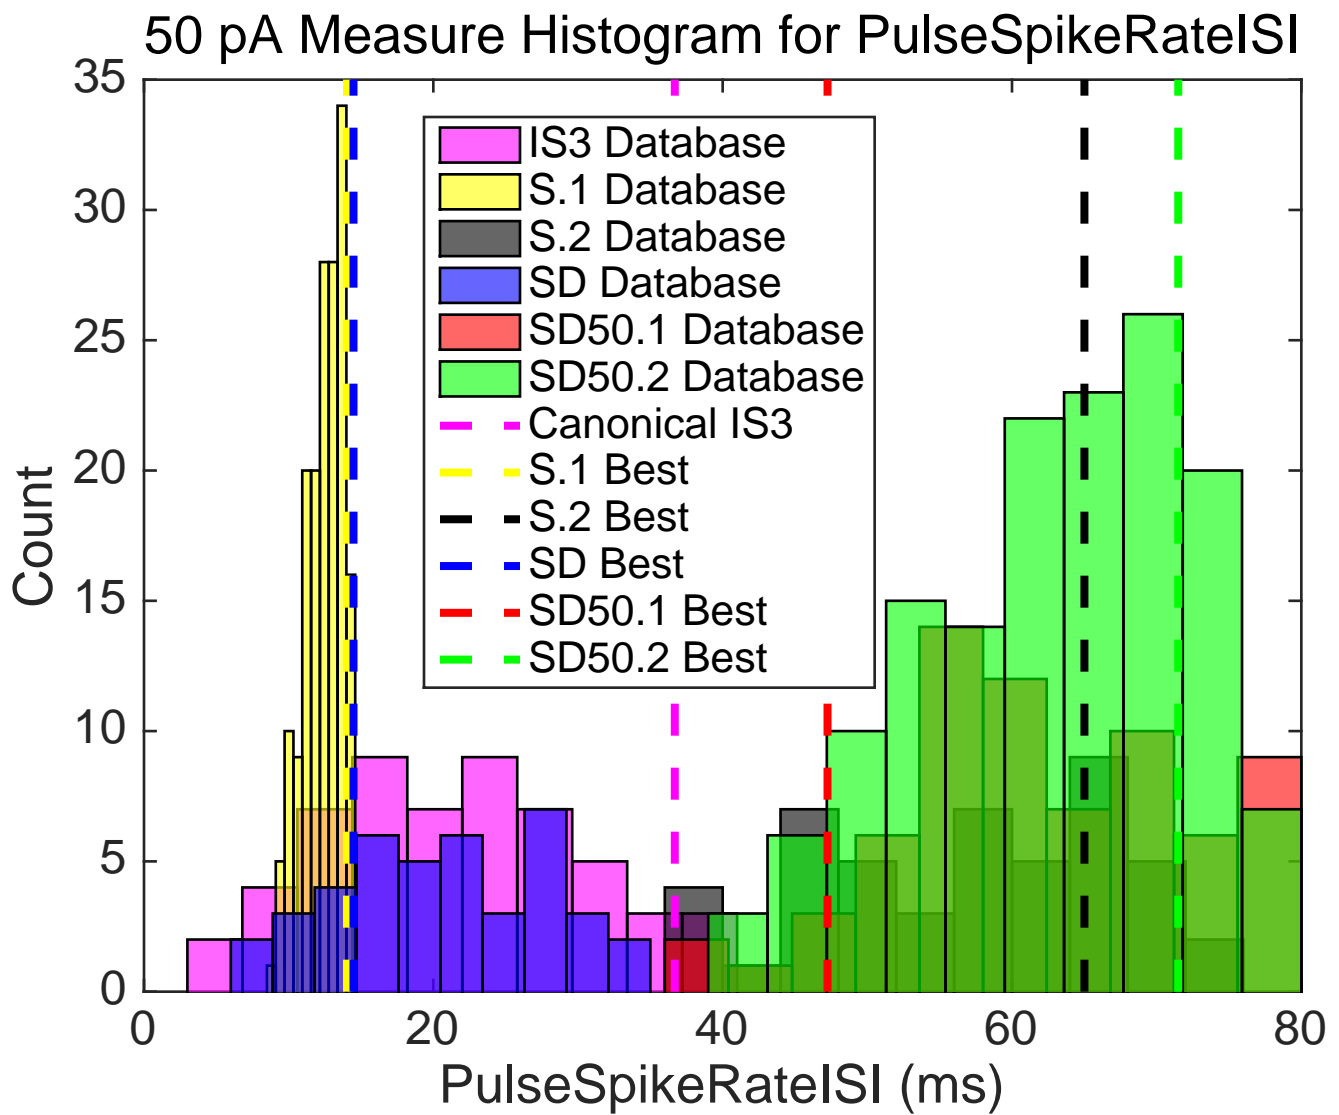 50 pA Measure Histogram for PulseSpikeRateISI
35
30
25
20
15
10
5
0
Count
IS3 Database
S.1 Database
S.2 Database
SD Database
SD50.1 Database
SD50.2 Database
Canonical IS3
S.1 Best
S.2 Best
SD Best
SD50.1 Best
SD50.2 Best
0 20 40 60 80
PulseSpikeRateISI (ms)